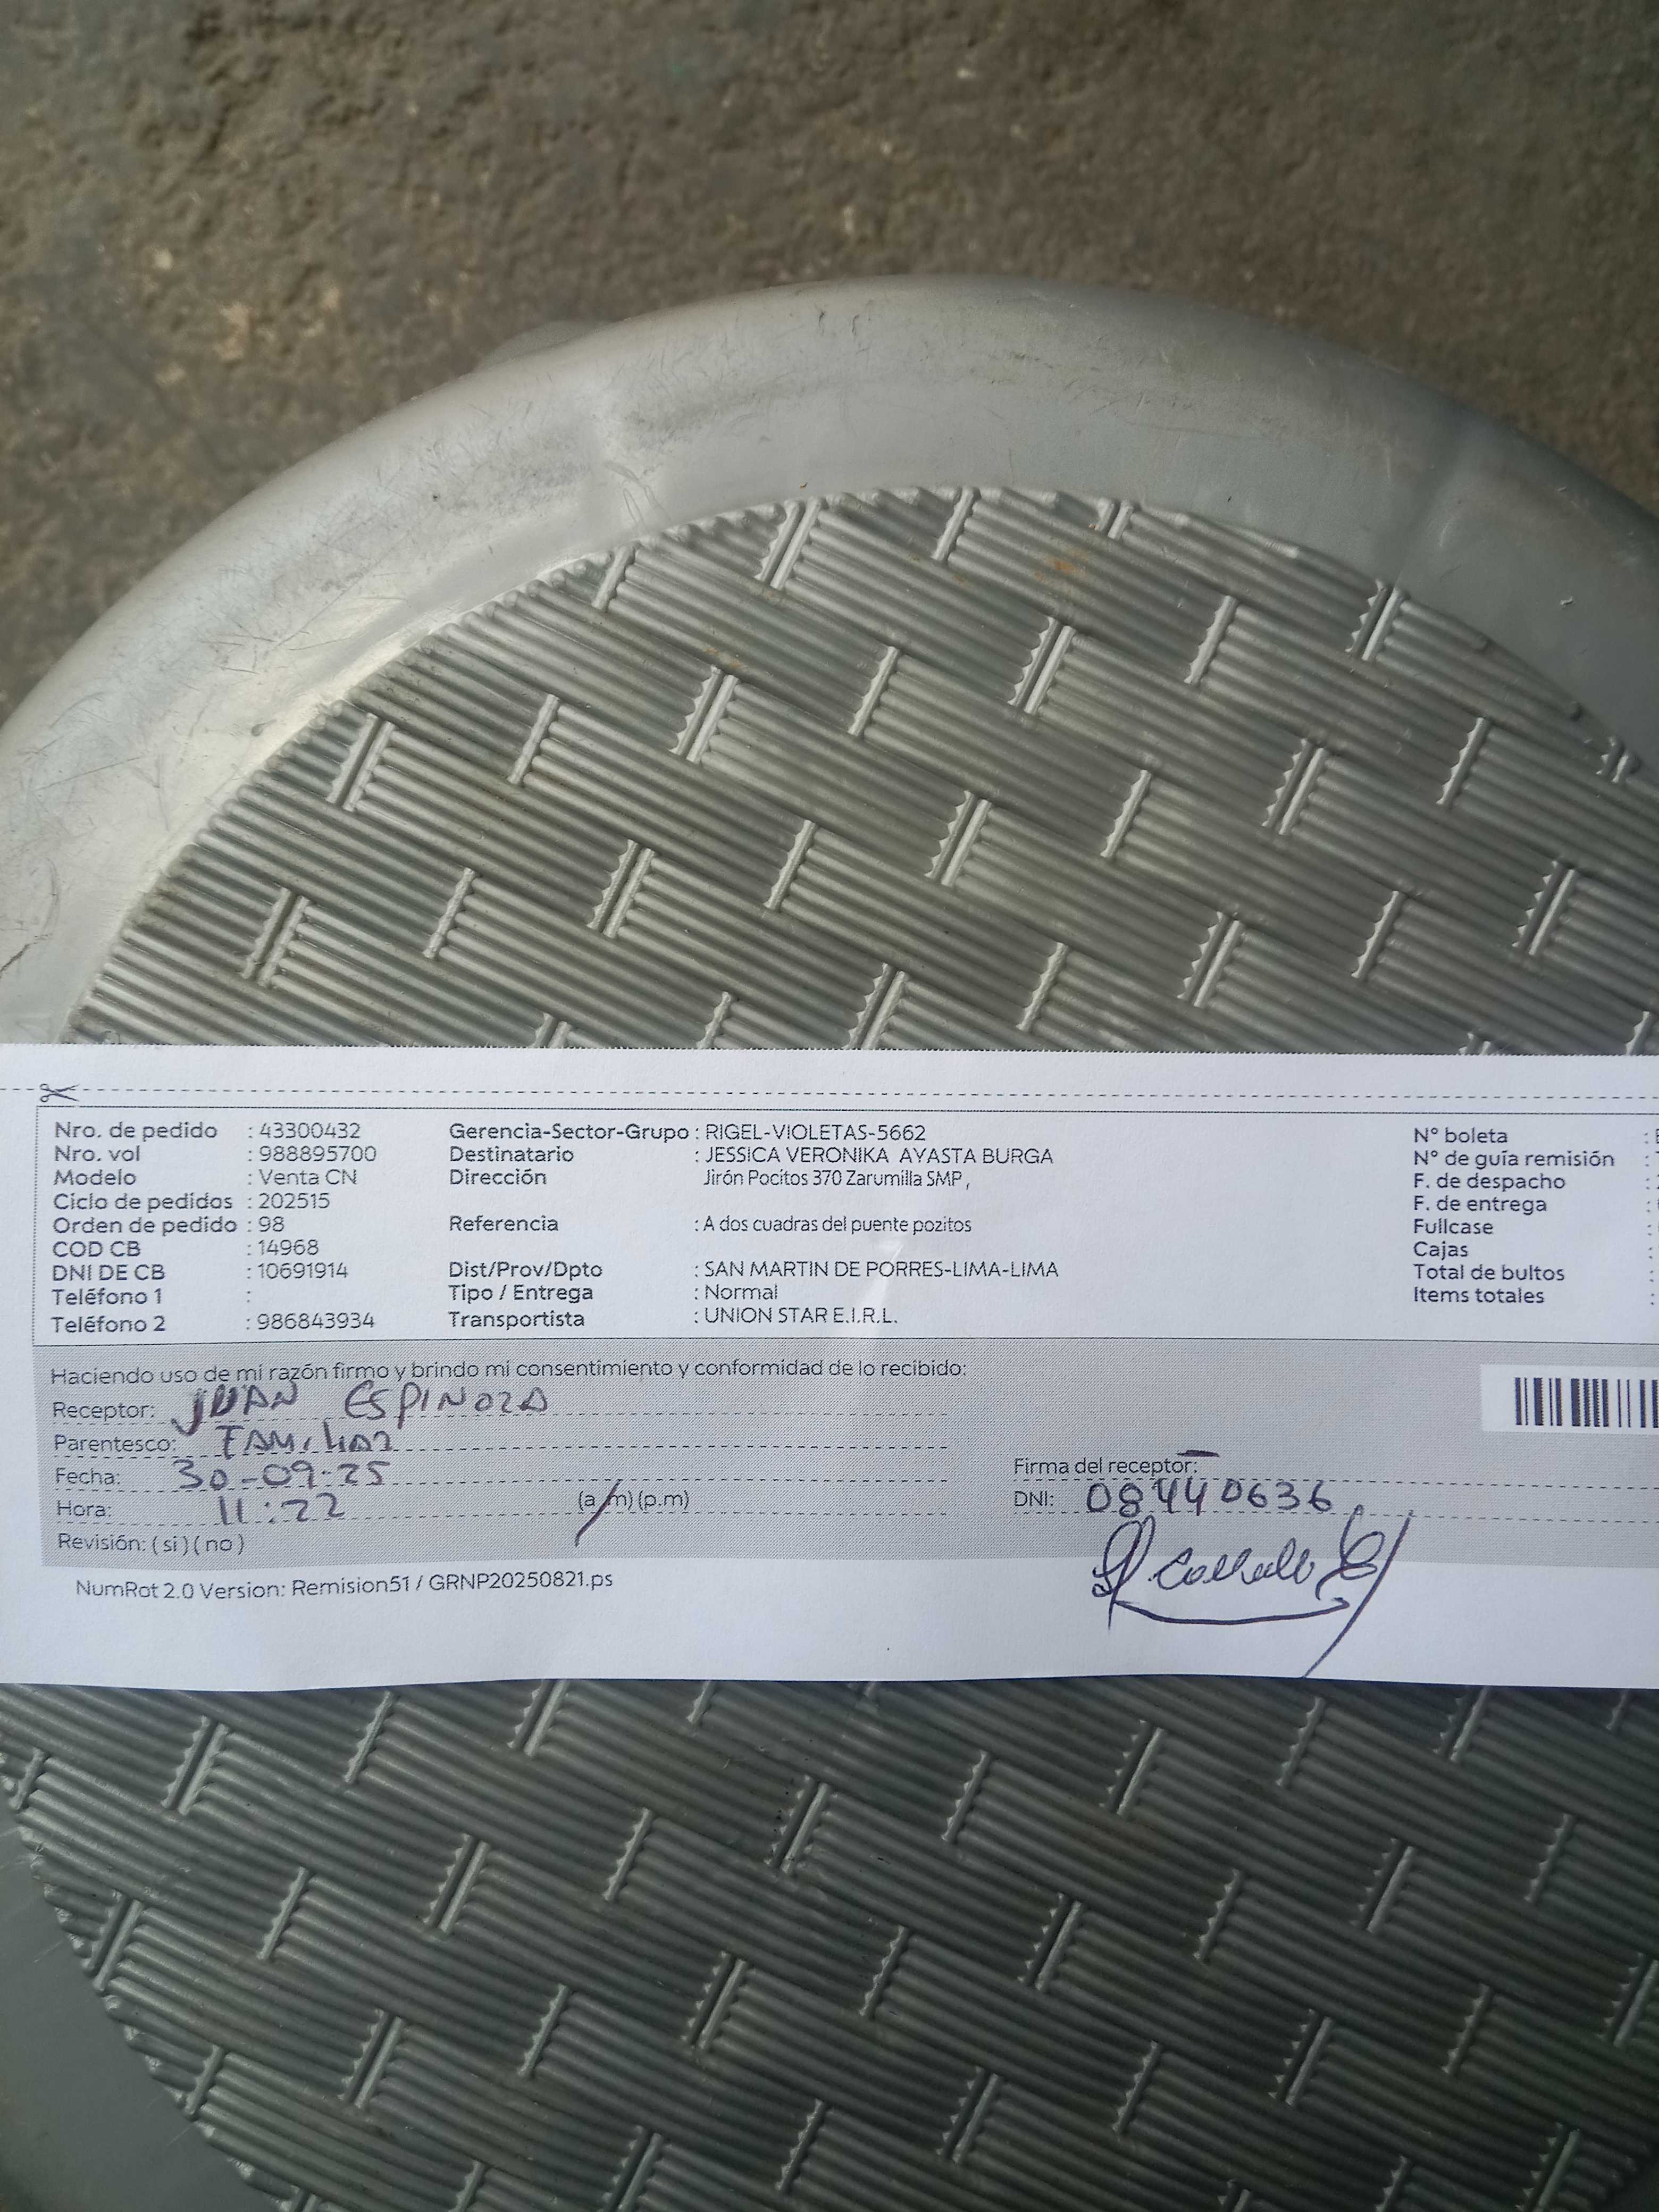 Nro. de pedido : 43300432
Nro. vol : 988895700
Modelo : Venta CN
Ciclo de pedidos : 202515
Orden de pedido : 98
COD CB : 14968
DNI DE CB : 10691914
Teléfono 1 :
Teléfono 2 : 986843934
Gerencia-Sector-Grupo : RIGEL-VIOLETAS-5662
Destinatario : JESSICA VERONIKA AYASTA BURGA
Dirección Jirón Pocitos 370 Zarumilla SMP ,
Referencia : A dos cuadras del puente pozitos
Dist/Prov/Dpto : SAN MARTIN DE PORRES-LIMA-LIMA
Tipo / Entrega : Normal
Transportista : UNION STAR E.I.R.L.
N° boleta :
N° de guía remisión :
F. de despacho :
F. de entrega :
Fullcase :
Cajas :
Total de bultos :
Items totales :
Haciendo uso de mi razón firmo y brindo mi consentimiento y conformidad de lo recibido:
Receptor: JUAN ESPINOZA
Parentesco: FAMILIAR
Fecha: 30-09-25
Hora: 11:22 (a.m) (p.m)
Revisión: ( si ) ( no )
Firma del receptor:
DNI: 08440636
NumRot 2.0 Version: Remision51 / GRNP20250821.ps